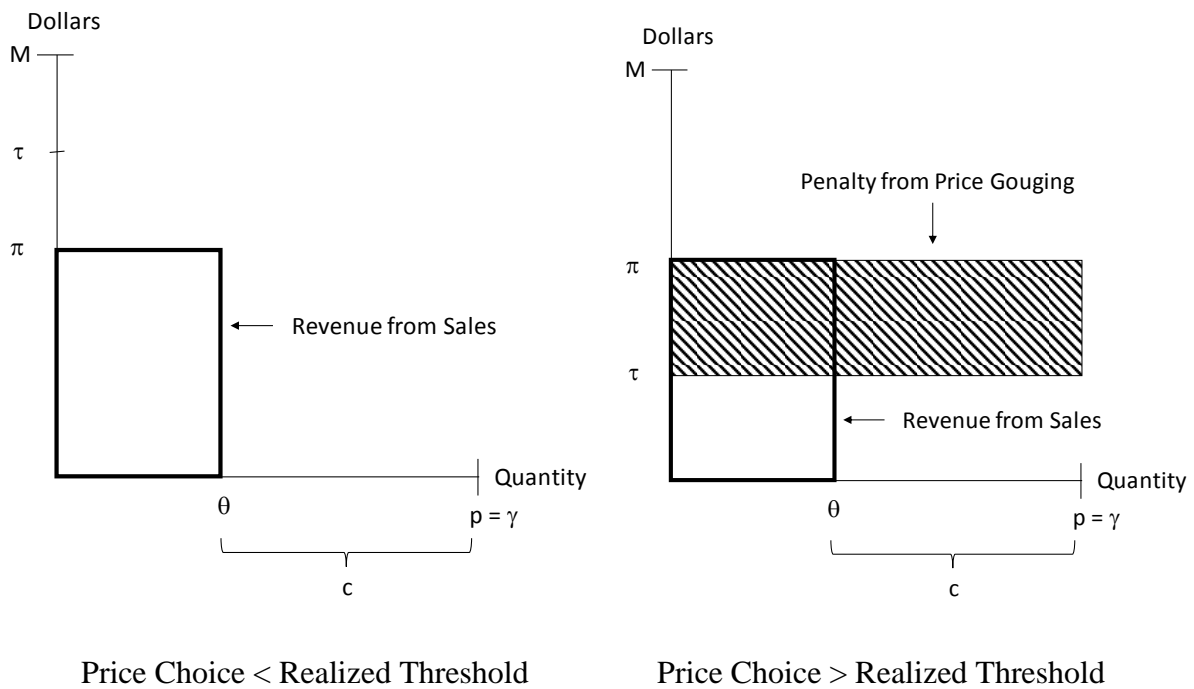 Dollars
M
τ
π
Revenue from Sales
Quantity
θ
p = γ
c
Price Choice < Realized Threshold
Dollars
M
Penalty from Price Gouging
π
τ
Revenue from Sales
Quantity
θ
p = γ
c
Price Choice > Realized Threshold